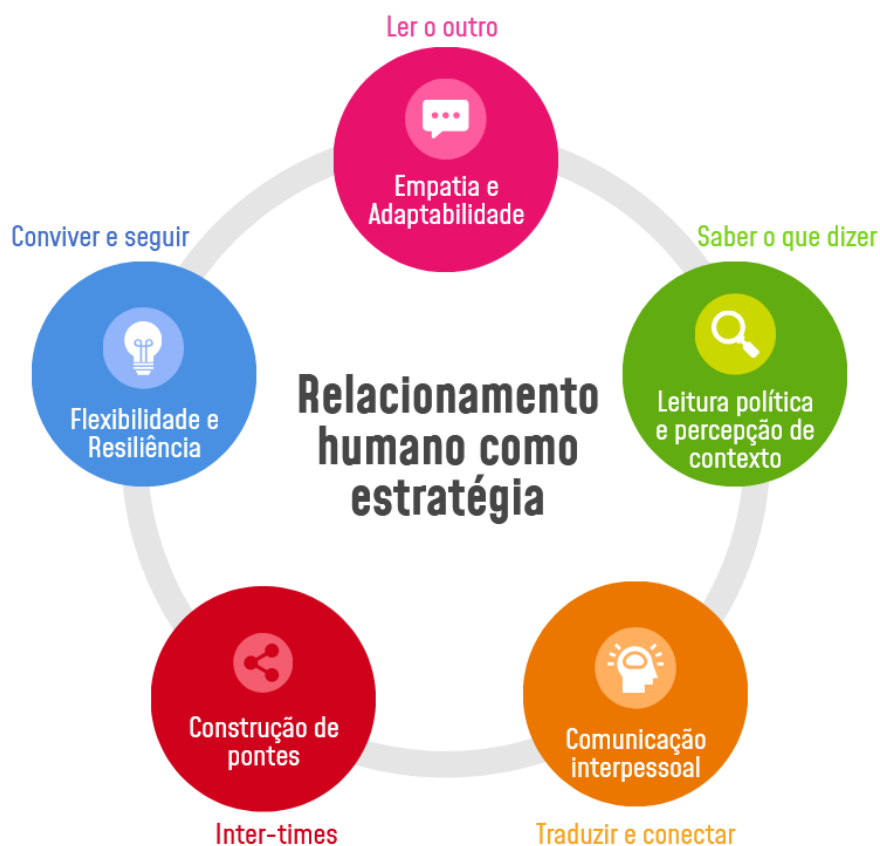 Ler o outro
Empatia e
Adaptabilidade
Saber o que dizer
Leitura política
e percepção de
contexto
Comunicação
interpessoal
Traduzir e conectar
Construção de
pontes
Inter-times
Conviver e seguir
Flexibilidade e
Resiliência
Relacionamento
humano como
estratégia